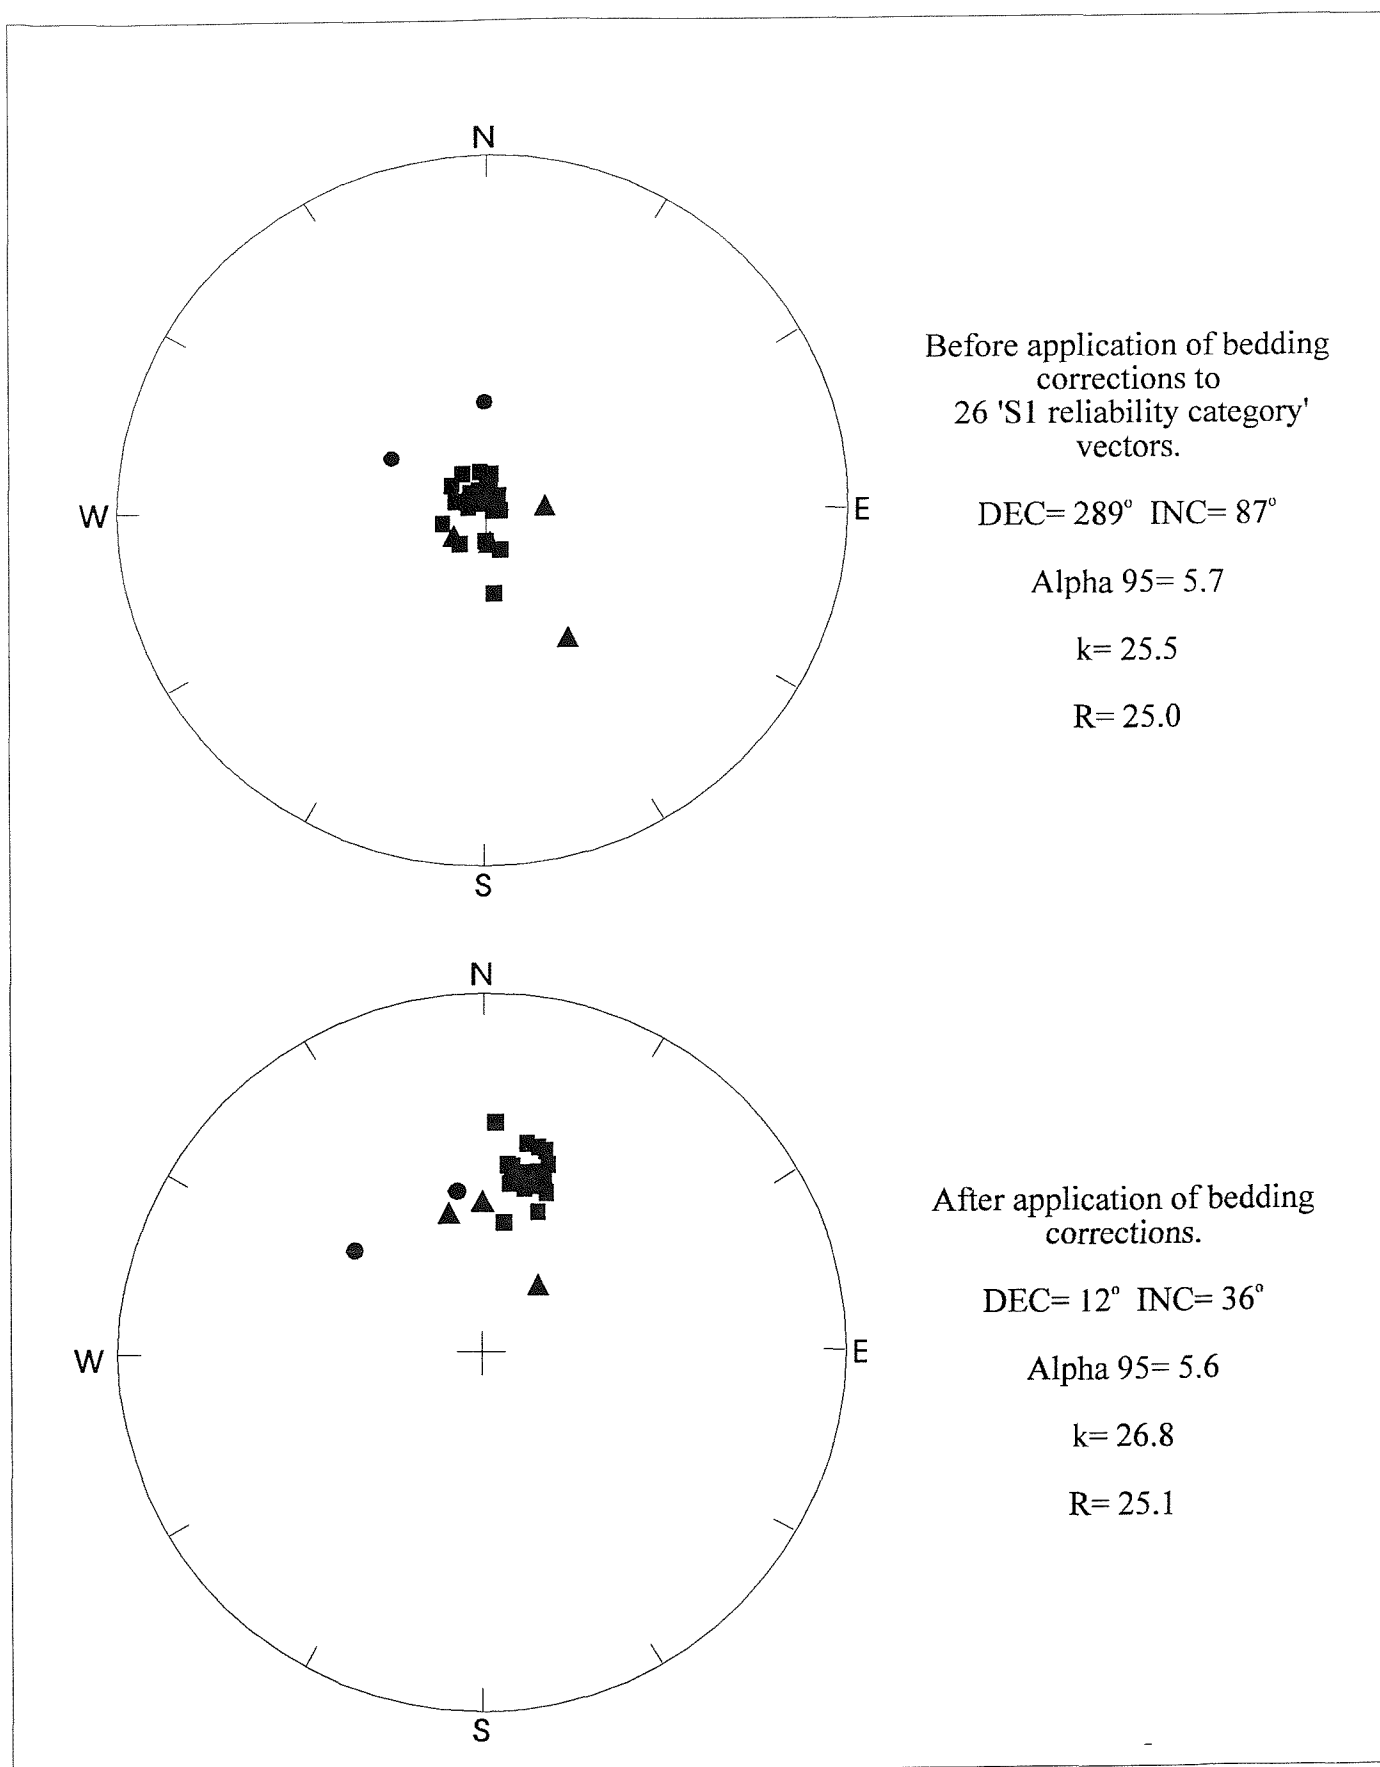 N
W
E
S
Before application of bedding
corrections to
26 'S1 reliability category'
vectors.
DEC= 289° INC= 87°
Alpha 95= 5.7
k= 25.5
R= 25.0
N
W
E
S
After application of bedding
corrections.
DEC= 12° INC= 36°
Alpha 95= 5.6
k= 26.8
R= 25.1